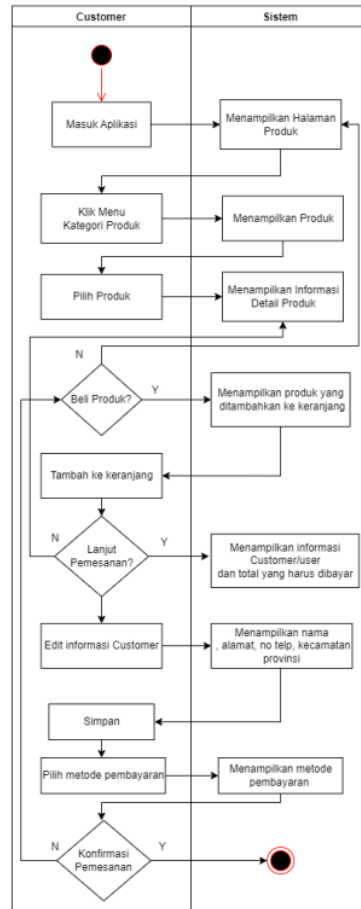 Customer
Sistem
Masuk Aplikasi
Menampilkan Halaman
Produk
Klik Menu
Kategori Produk
Menampilkan Produk
Pilih Produk
Menampilkan Informasi
Detail Produk
N
Beli Produk?
Y
Menampilkan produk yang
ditambahkan ke keranjang
Tambah ke keranjang
N
Lanjut
Pemesanan?
Y
Menampilkan informasi
Customer/user
dan total yang harus dibayar
Edit informasi Customer
Menampilkan nama
, alamat, no telp, kecamatan
provinsi
Simpan
Pilih metode pembayaran
Menampilkan metode
pembayaran
N
Konfirmasi
Pemesanan
Y